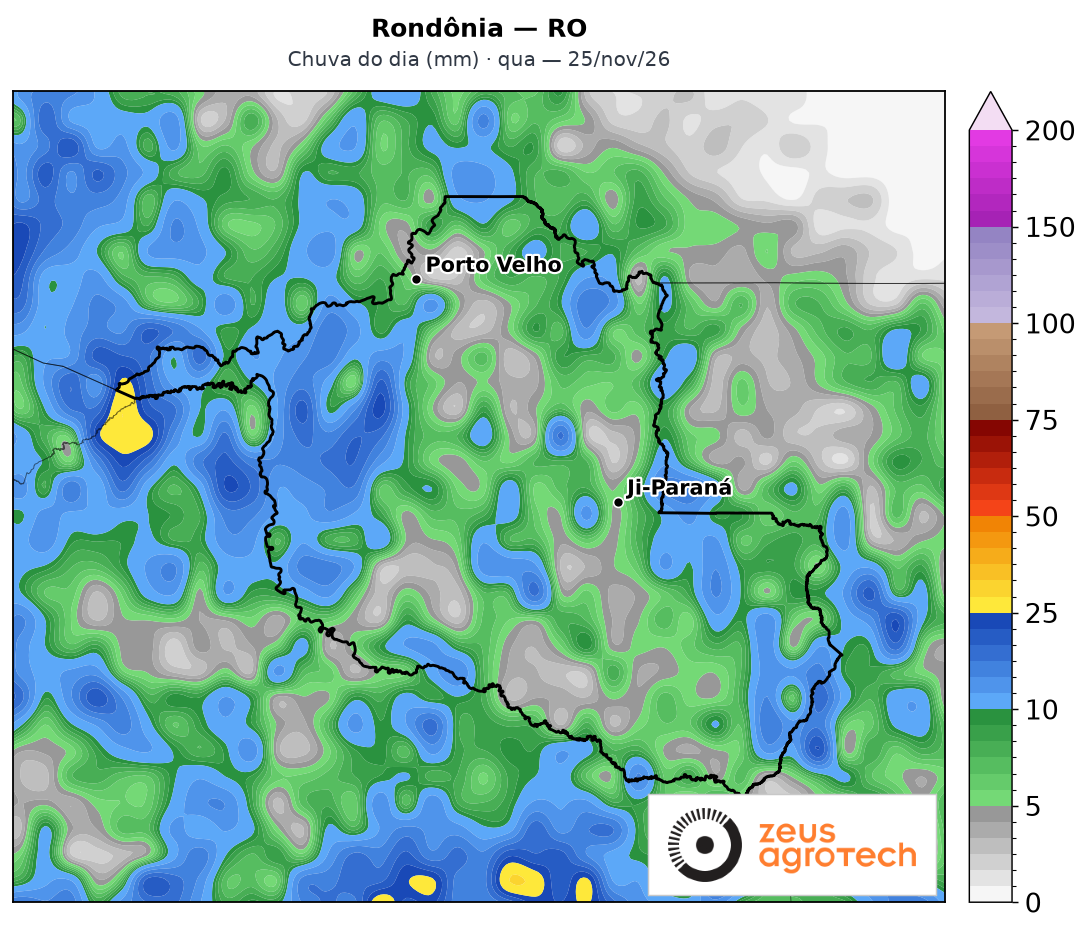 Rondônia — RO
Chuva do dia (mm) · qua — 25/nov/26
Porto Velho
Ji-Paraná
200
150
100
75
50
25
10
5
0
zeus
agrotech